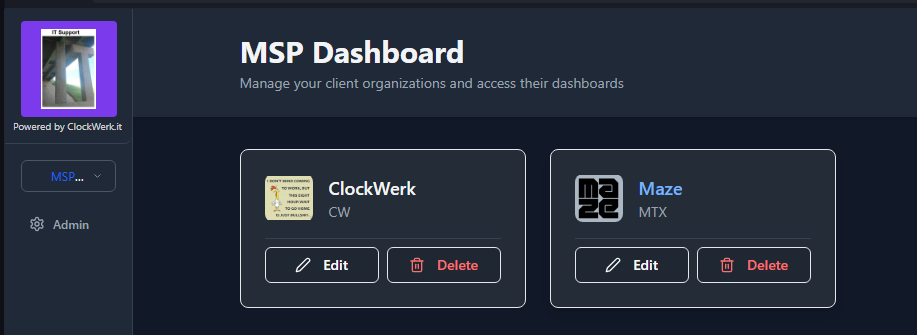 IT Support
Powered by ClockWerk.it
MSP...
Admin
MSP Dashboard
Manage your client organizations and access their dashboards
I DON'T MIND COMING
TO WORK, BUT
THIS EIGHT
HOUR WAIT
TO GO HOME
IS JUST BULLSHIT.
ClockWerk
CW
Edit
Delete
maze
Maze
MTX
Edit
Delete